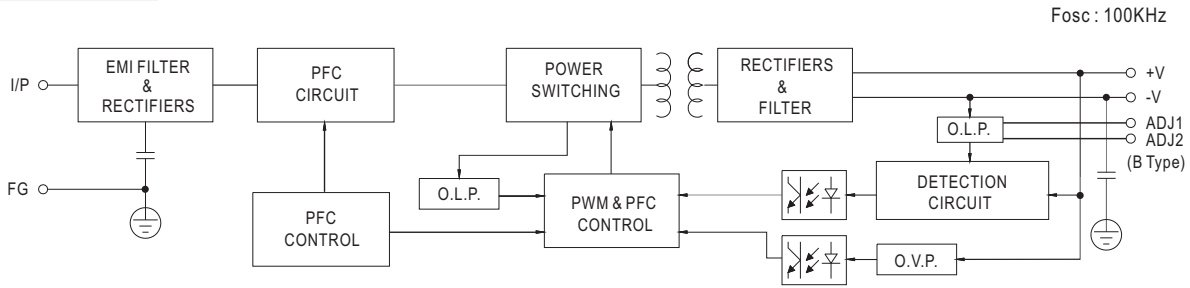 Fosc : 100KHz
I/P
EMI FILTER
&
RECTIFIERS
PFC
CIRCUIT
POWER
SWITCHING
RECTIFIERS
&
FILTER
+V
-V
O.L.P.
ADJ1
ADJ2
(B Type)
FG
O.L.P.
PFC
CONTROL
PWM & PFC
CONTROL
DETECTION
CIRCUIT
O.V.P.